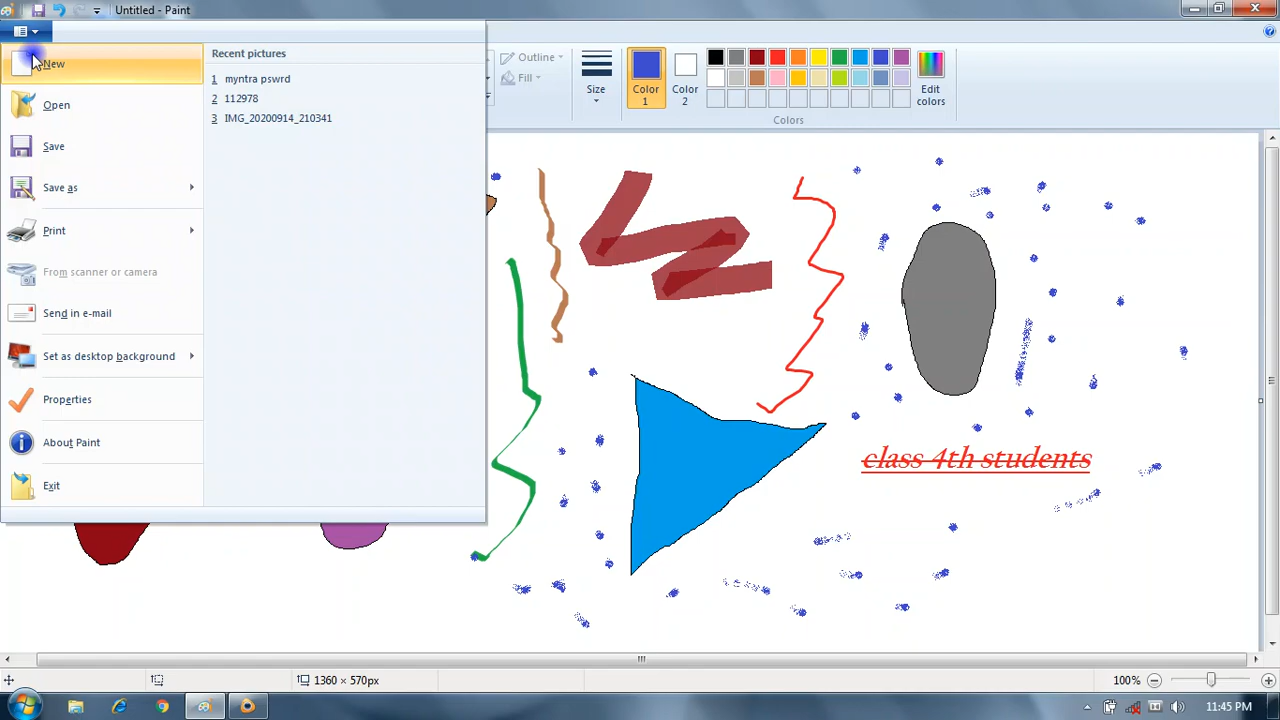 Untitled - Paint
New
Open
Save
Save as
Print
From scanner or camera
Send in e-mail
Set as desktop background
Properties
About Paint
Exit
Recent pictures
1 myntra pswrd
2 112978
3 IMG_20200914_210341
Outline
Fill
Size
Color
1
Color
2
Edit
colors
Colors
class 4th students
1360 × 570px
100%
11:45 PM